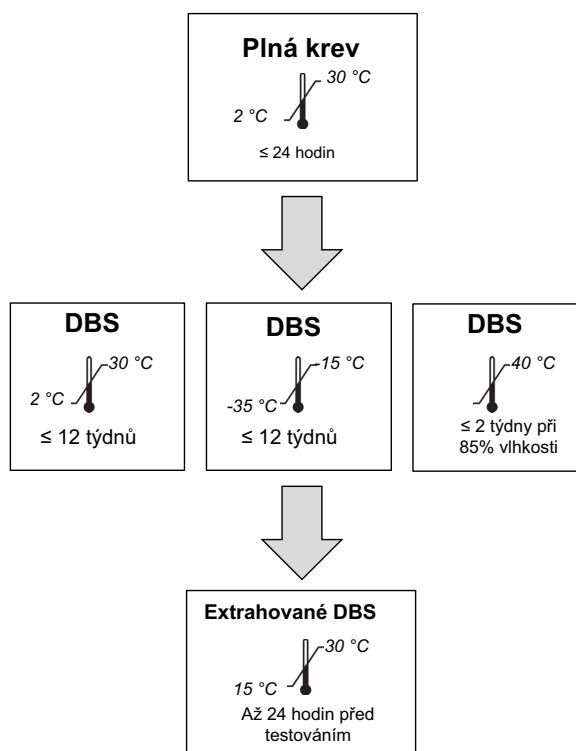 Plná krev
30 °C
2 °C
≤ 24 hodin
DBS
30 °C
2 °C
≤ 12 týdnů
DBS
-15 °C
-35 °C
≤ 12 týdnů
DBS
40 °C
≤ 2 týdny při
85% vlhkosti
Extrahované DBS
30 °C
15 °C
Až 24 hodin před
testováním